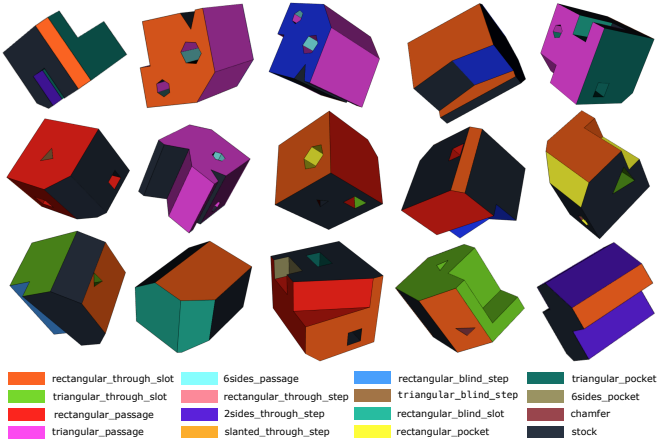 rectangular_through_slot 6sides_passage rectangular_blind_step triangular_pocket
triangular_through_slot rectangular_through_step triangular_blind_step 6sides_pocket
rectangular_passage 2sides_through_step rectangular_blind_slot chamfer
triangular_passage slanted_through_step rectangular_pocket stock